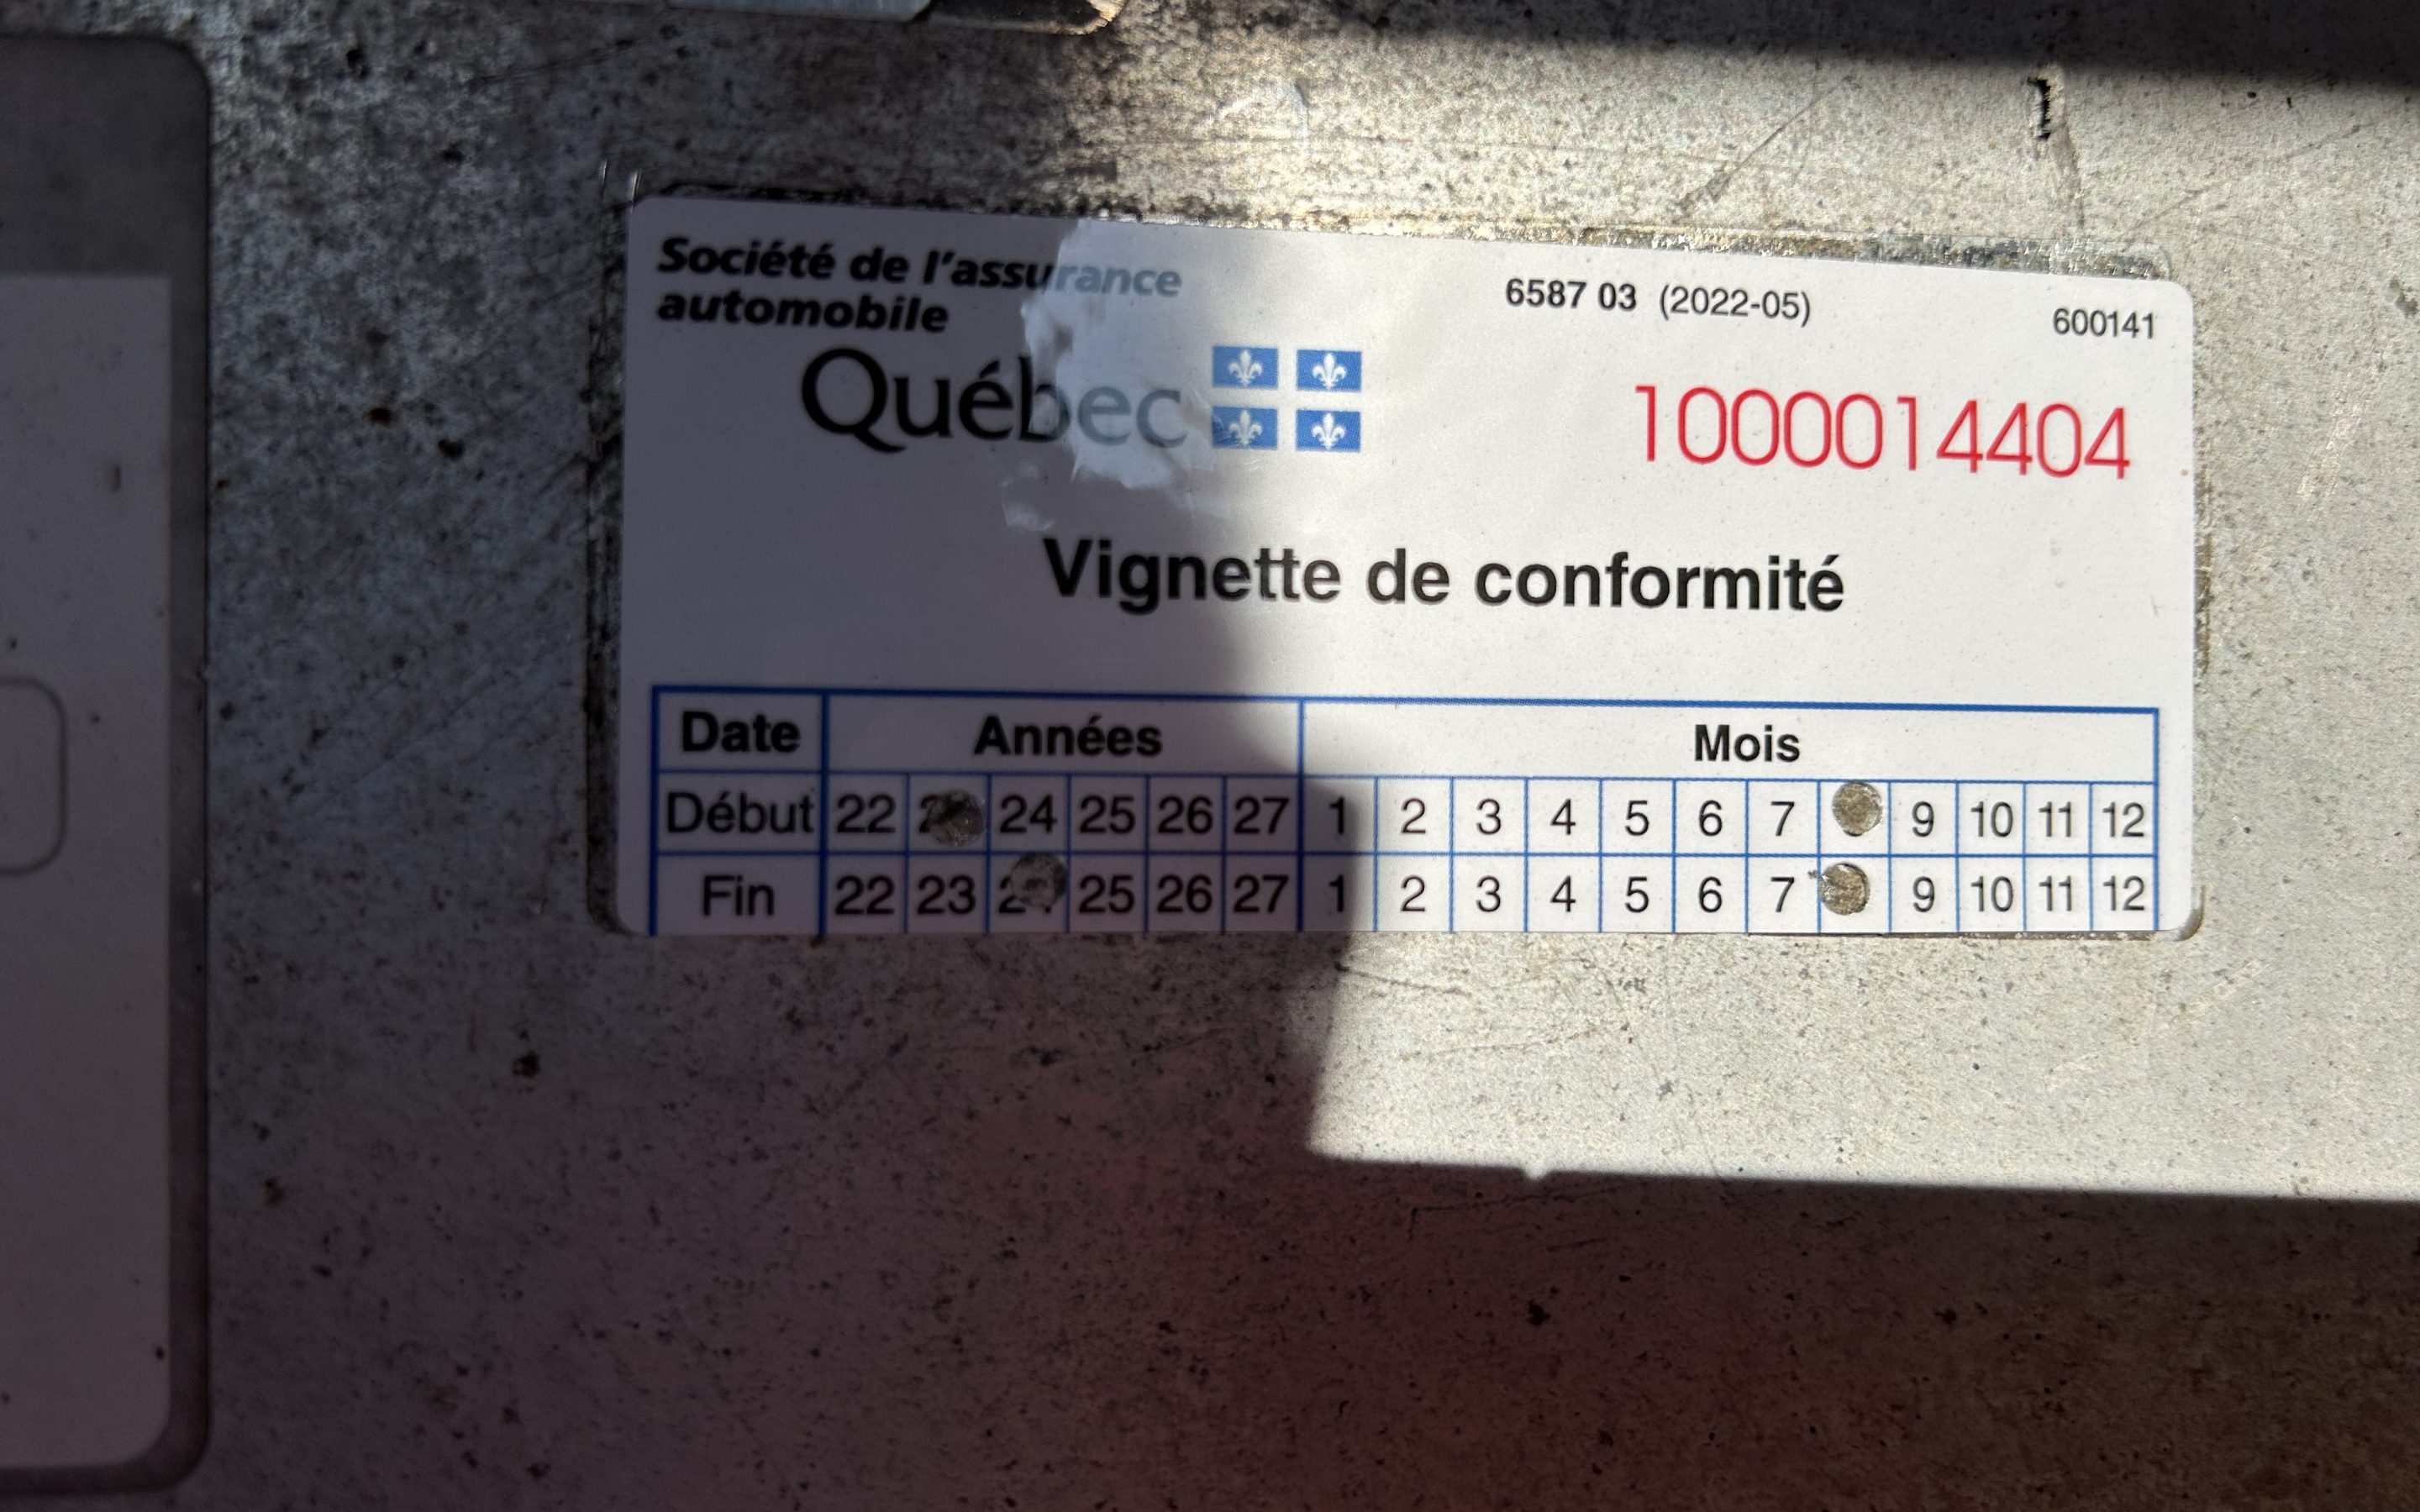 Société de l'assurance
automobile
Québec
6587 03 (2022-05)
600141
1000014404
Vignette de conformité
Date Années Mois
Début 22 24 25 26 27 1 2 3 4 5 6 7 9 10 11 12
Fin 22 23 25 26 27 1 2 3 4 5 6 7 9 10 11 12